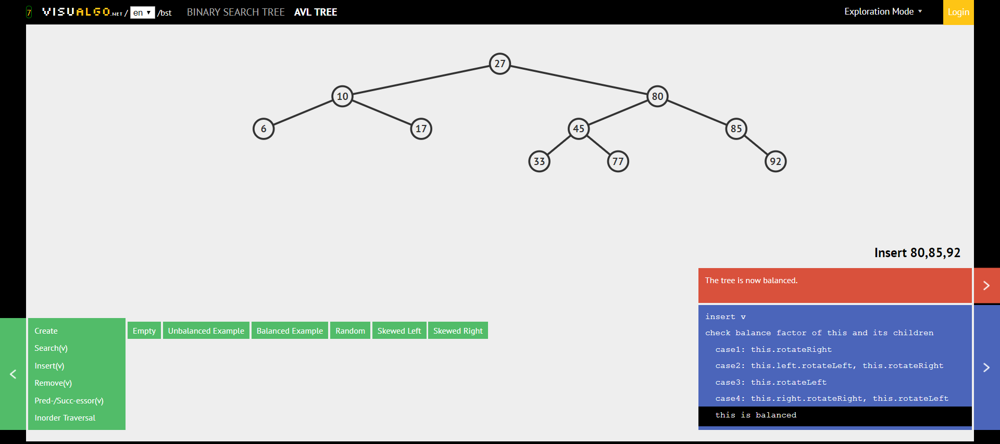 7 VISUALGO.NET / en ▼ /bst BINARY SEARCH TREE AVL TREE Exploration Mode ▼ Login
27
10 80
6 17 45 85
33 77 92
Insert 80,85,92
The tree is now balanced.
insert v
check balance factor of this and its children
case1: this.rotateRight
case2: this.left.rotateLeft, this.rotateRight
case3: this.rotateLeft
case4: this.right.rotateRight, this.rotateLeft
this is balanced
Create Empty Unbalanced Example Balanced Example Random Skewed Left Skewed Right
Search(v)
Insert(v)
Remove(v)
Pred-/Succ-essor(v)
Inorder Traversal